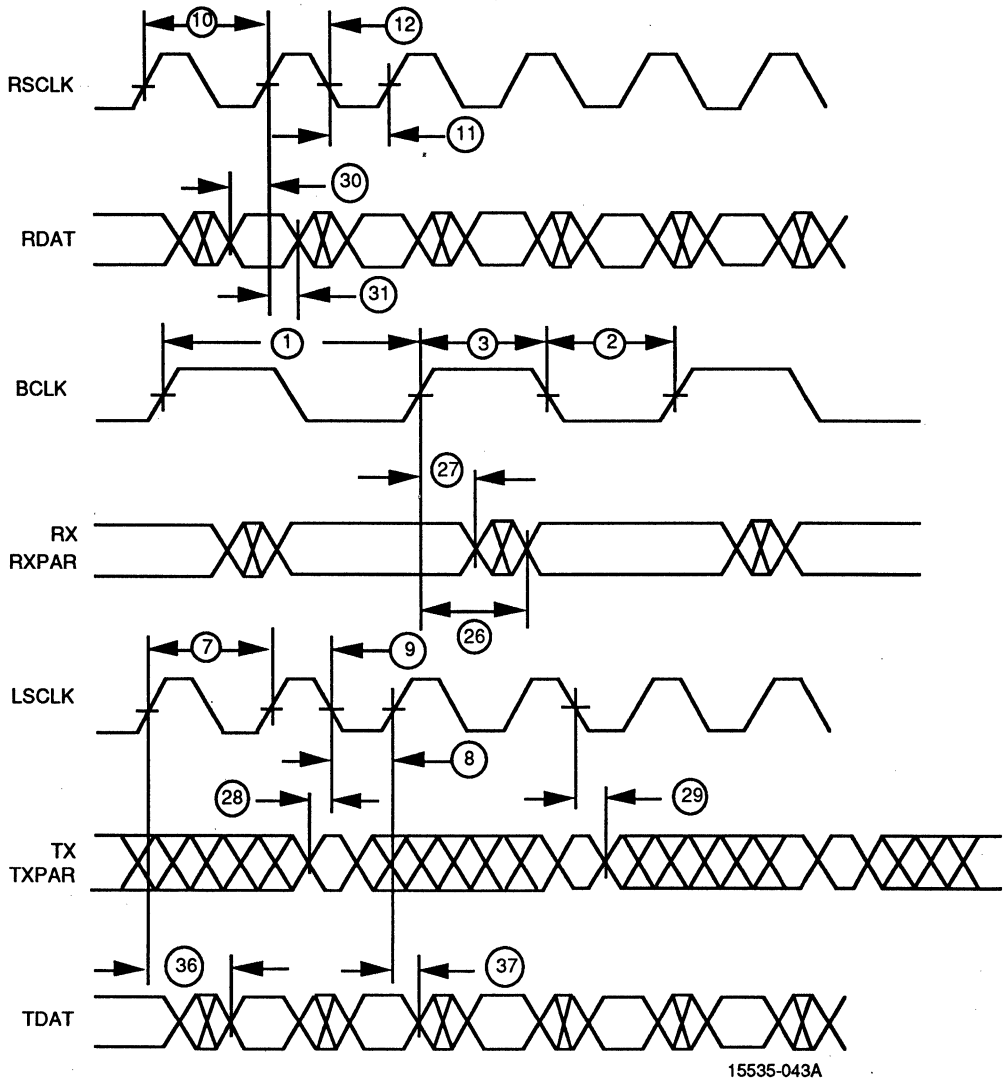 10
12
RSCLK
11
30
RDAT
31
1
3
2
BCLK
27
RX
RXPAR
26
7
9
LSCLK
8
28
29
TX
TXPAR
36
37
TDAT
15535-043A